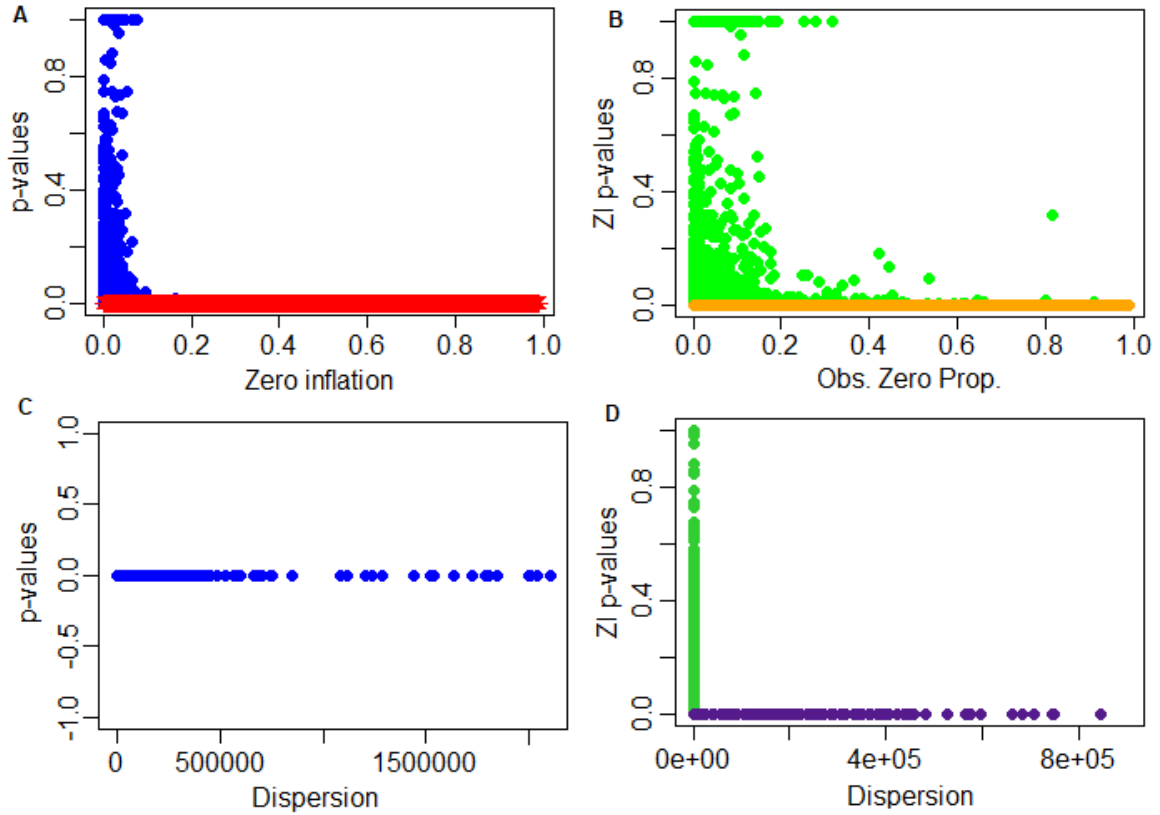 A
p-values
0.0 0.4 0.8
0.0 0.2 0.4 0.6 0.8 1.0
Zero inflation
B
ZI p-values
0.0 0.4 0.8
0.0 0.2 0.4 0.6 0.8 1.0
Obs. Zero Prop.
C
p-values
-1.0 -0.5 0.0 0.5 1.0
0 500000 1500000
Dispersion
D
ZI p-values
0.0 0.4 0.8
0e+00 4e+05 8e+05
Dispersion